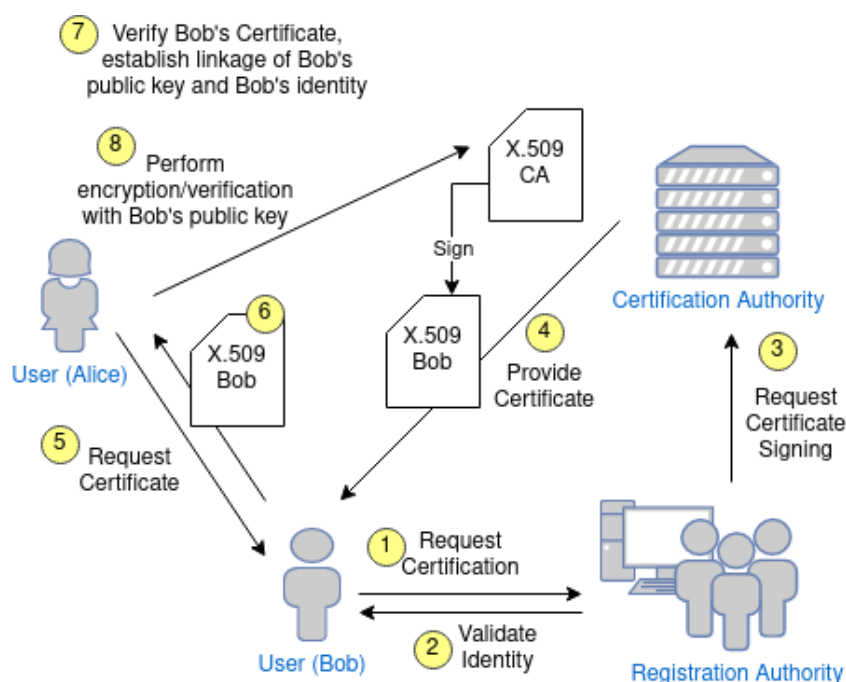 7
Verify Bob's Certificate,
establish linkage of Bob's
public key and Bob's identity
8
Perform
encryption/verification
with Bob's public key
X.509
CA
Sign
Certification Authority
6
X.509
Bob
X.509
Bob
4
Provide
Certificate
3
Request
Certificate
Signing
User (Alice)
5
Request
Certificate
1
Request
Certification
2
Validate
Identity
User (Bob)
Registration Authority